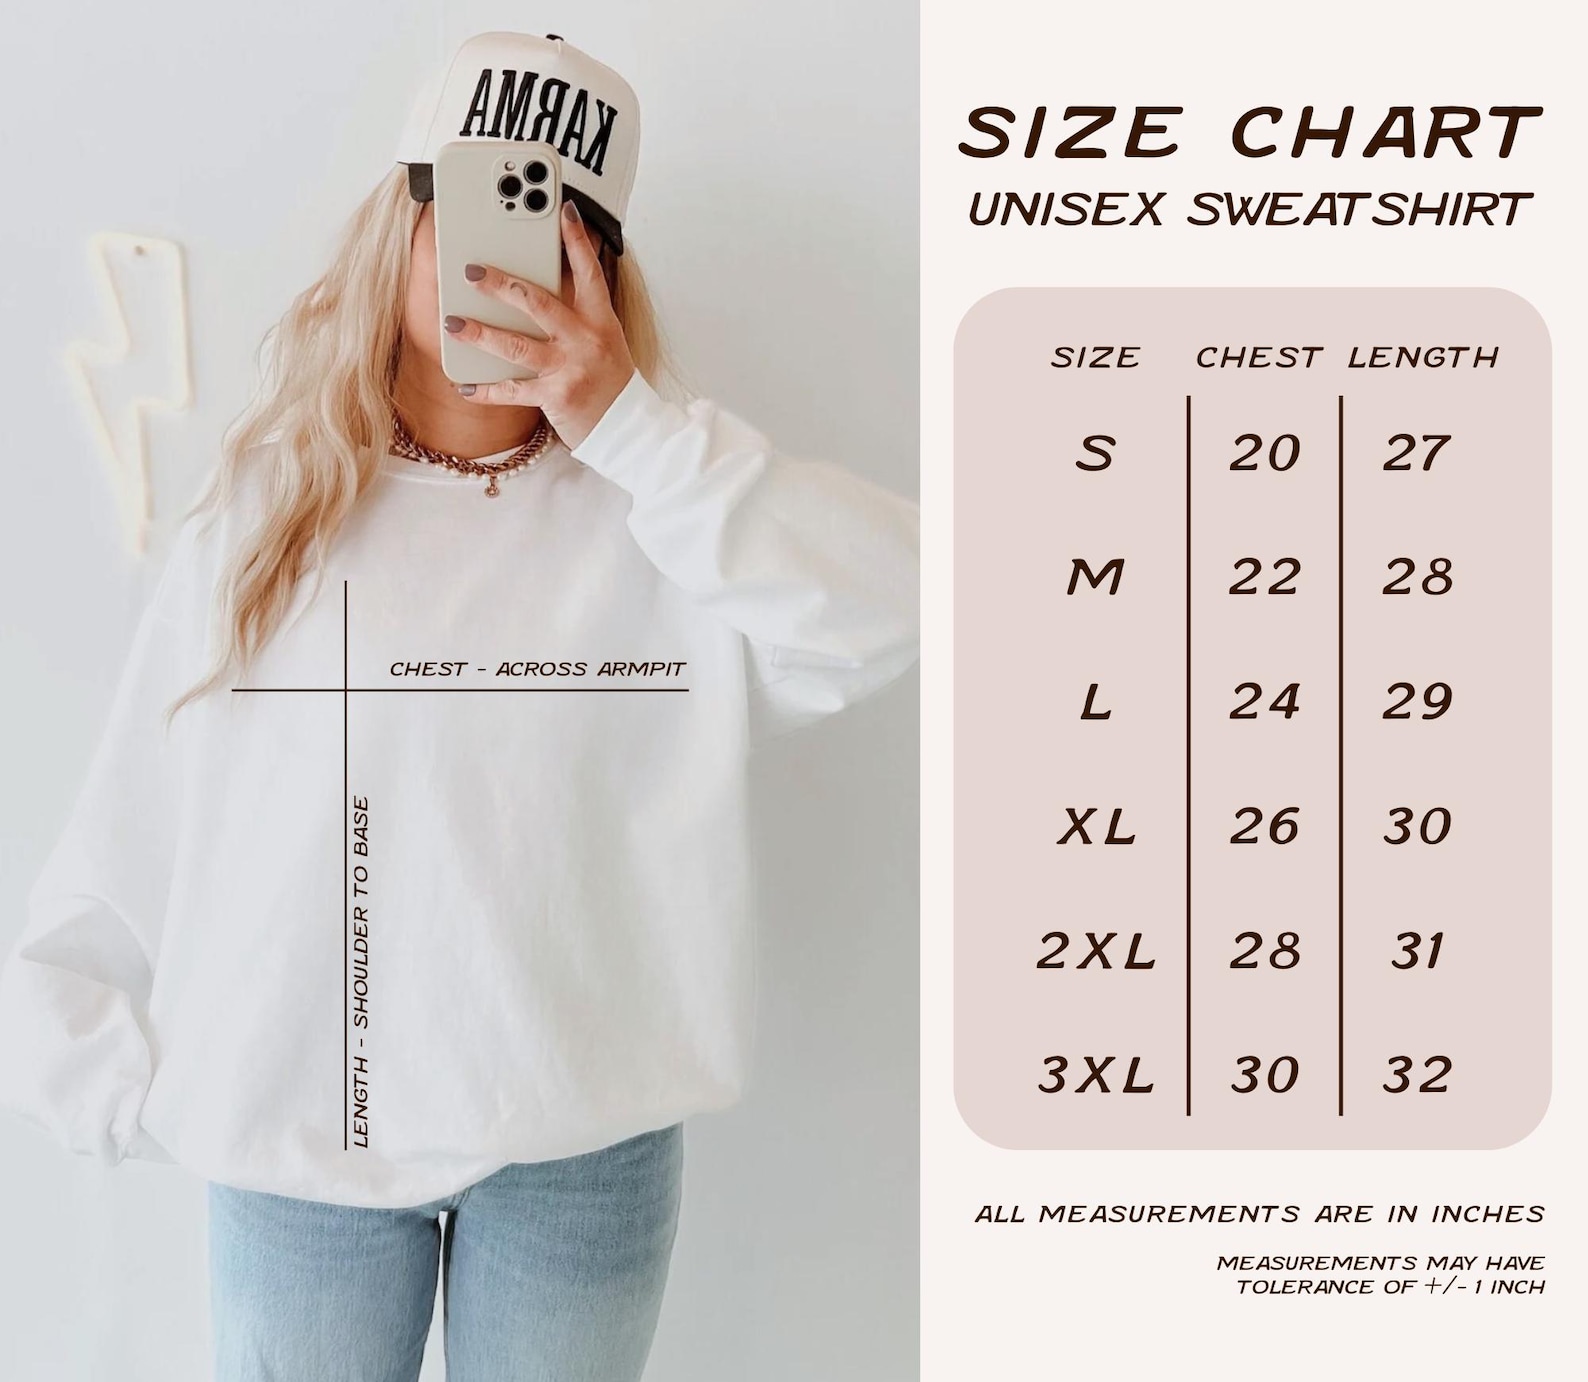 KARMA
CHEST - ACROSS ARMPIT
LENGTH - SHOULDER TO BASE
SIZE CHART
UNISEX SWEATSHIRT
SIZE CHEST LENGTH
S 20 27
M 22 28
L 24 29
XL 26 30
2XL 28 31
3XL 30 32
ALL MEASUREMENTS ARE IN INCHES
MEASUREMENTS MAY HAVE
TOLERANCE OF +/- 1 INCH